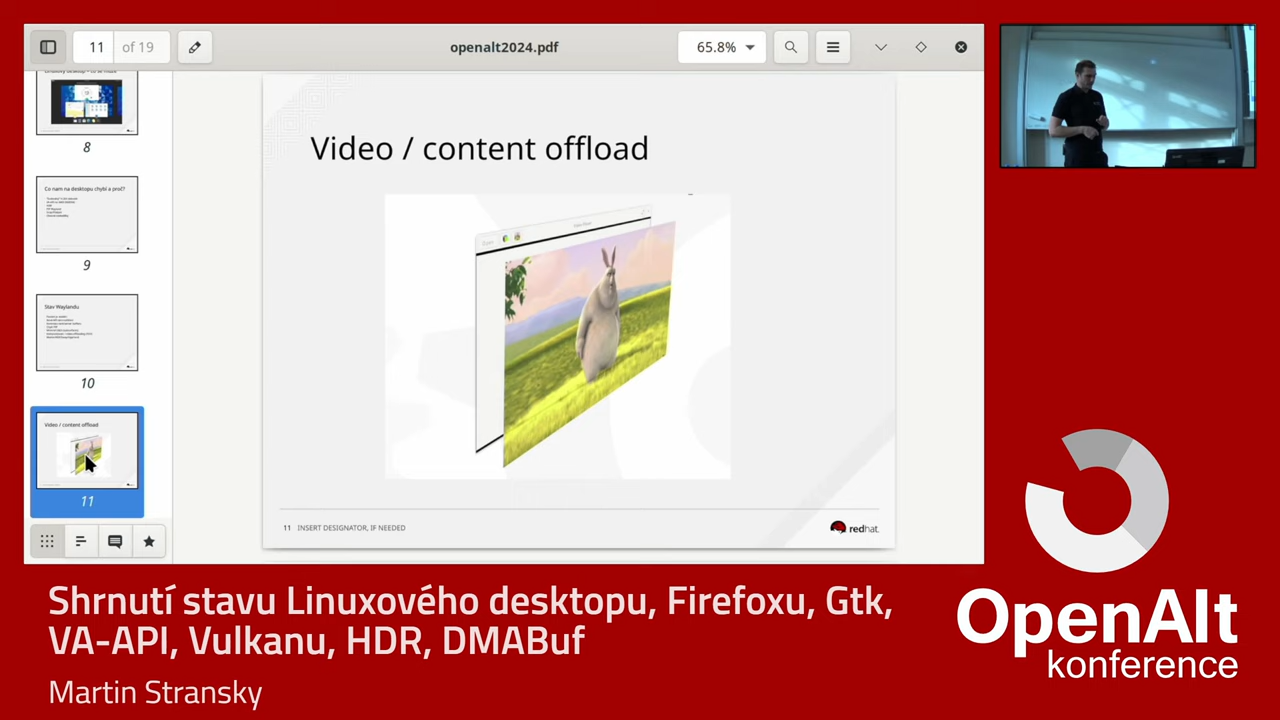 11
of 19
openalt2024.pdf
65.8%
8
Co nam na desktopu chybí a proč?
9
Stav Waylandu
10
Video / content offload
11
Video / content offload
11 INSERT DESIGNATOR, IF NEEDED
redhat.
Shrnutí stavu Linuxového desktopu, Firefoxu, Gtk,
VA-API, Vulkanu, HDR, DMABuf
Martin Stransky
OpenAlt
konference